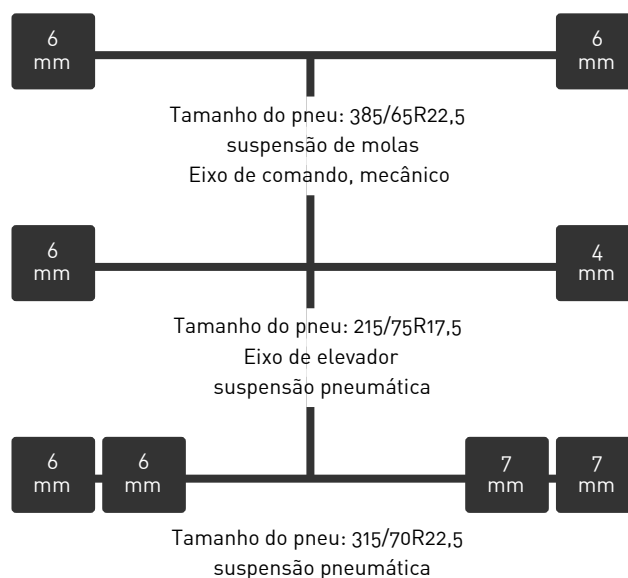 6 6
mm mm
Tamanho do pneu: 385/65R22,5
suspensão de molas
Eixo de comando, mecânico
6 4
mm mm
Tamanho do pneu: 215/75R17,5
Eixo de elevador
suspensão pneumática
6 6 7 7
mm mm mm mm
Tamanho do pneu: 315/70R22,5
suspensão pneumática